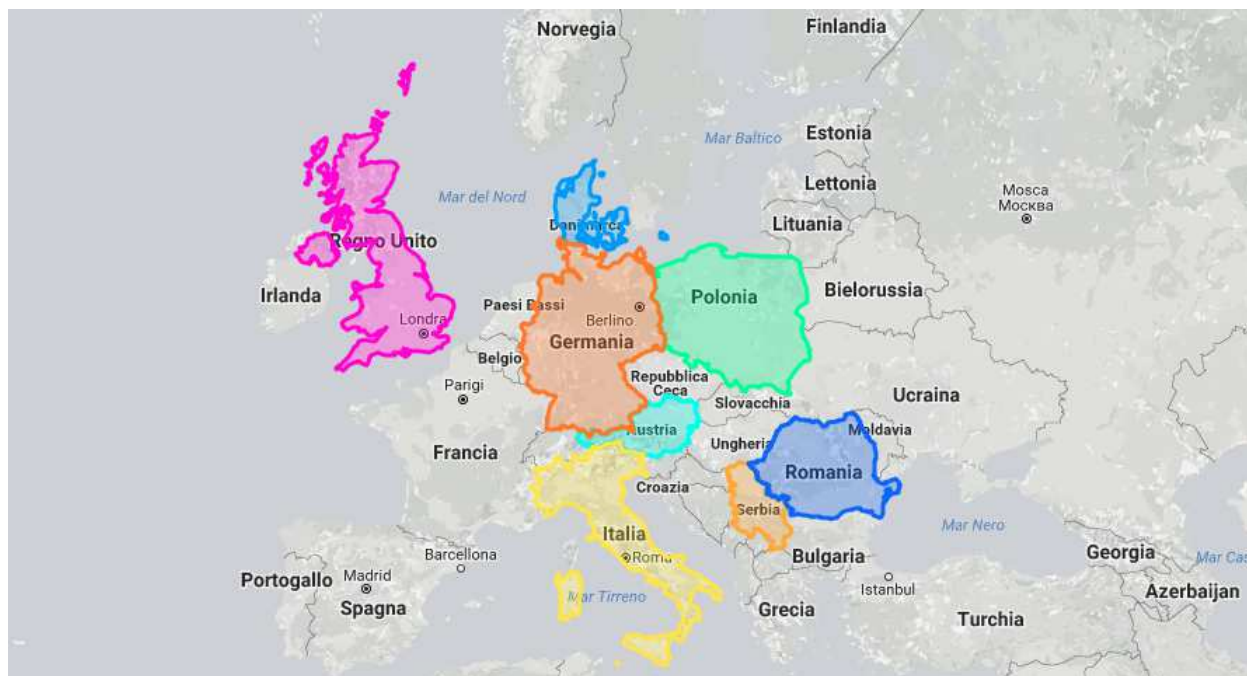 Norvegia
Finlandia
Mar Baltico
Estonia
Lettonia
Mosca
Москва
Mar del Nord
Danimarca
Lituania
Regno Unito
Irlanda
Paesi Bassi
Polonia
Bielorussia
Londra
Berlino
Germania
Belgio
Parigi
Repubblica
Ceca
Slovacchia
Ucraina
Francia
Austria
Ungheria
Moldavia
Romania
Croazia
Serbia
Italia
Mar Nero
Barcellona
Roma
Bulgaria
Georgia
Mar Cas
Portogallo
Madrid
Spagna
Mar Tirreno
Grecia
Istanbul
Azerbaijan
Turchia